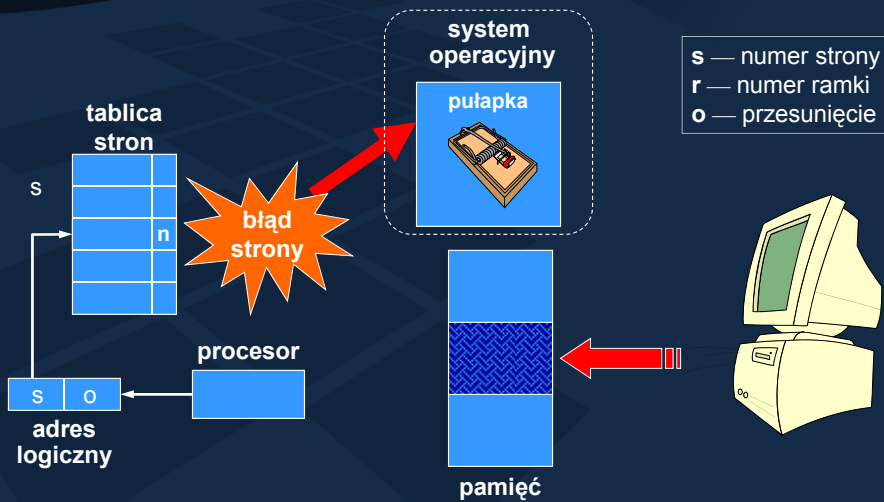 system
operacyjny
pułapka
s — numer strony
r — numer ramki
o — przesunięcie
tablica
stron
s
n
błąd
strony
procesor
s o
adres
logiczny
pamięć